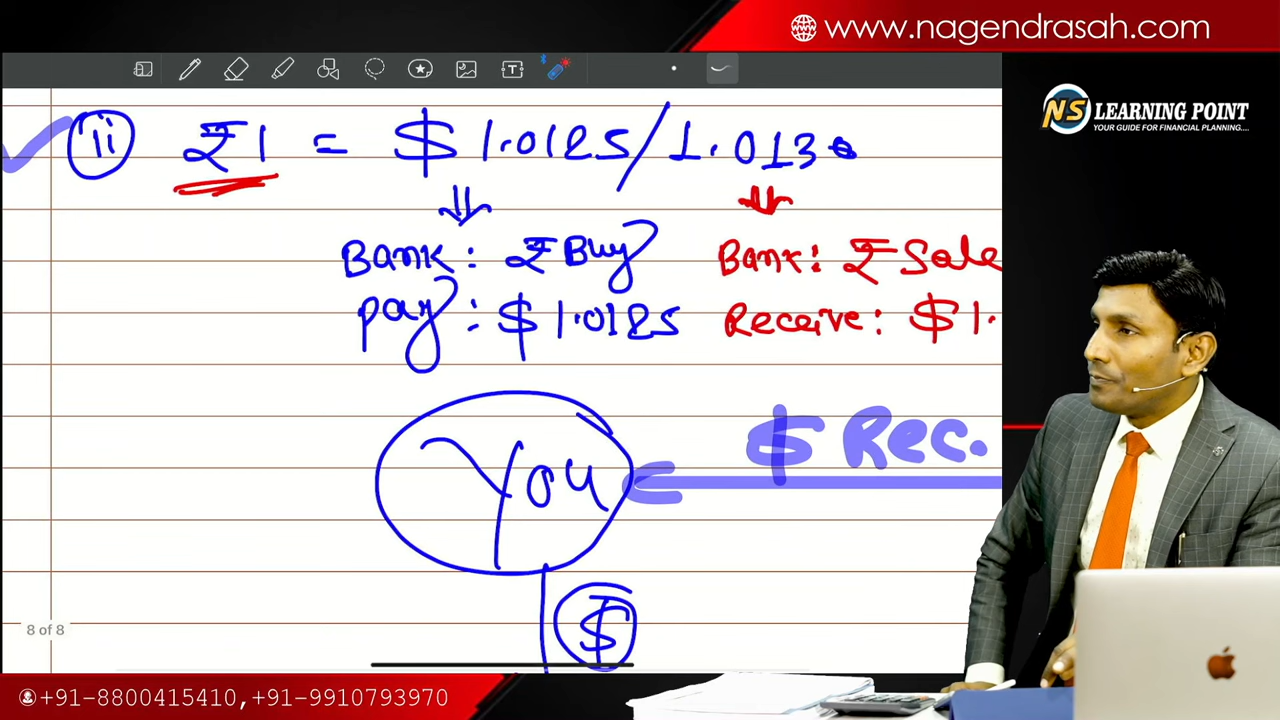 www.nagendrasah.com
NS LEARNING POINT
YOUR GUIDE FOR FINANCIAL PLANNING....
ii ₹1 = $ 1.0125/1.0130
Bank: ₹ Buy
Pay: $ 1.0125
Bank: ₹ Sale
Receive: $ 1.
$ Rec.
You
$
8 of 8
+91-8800415410,+91-9910793970